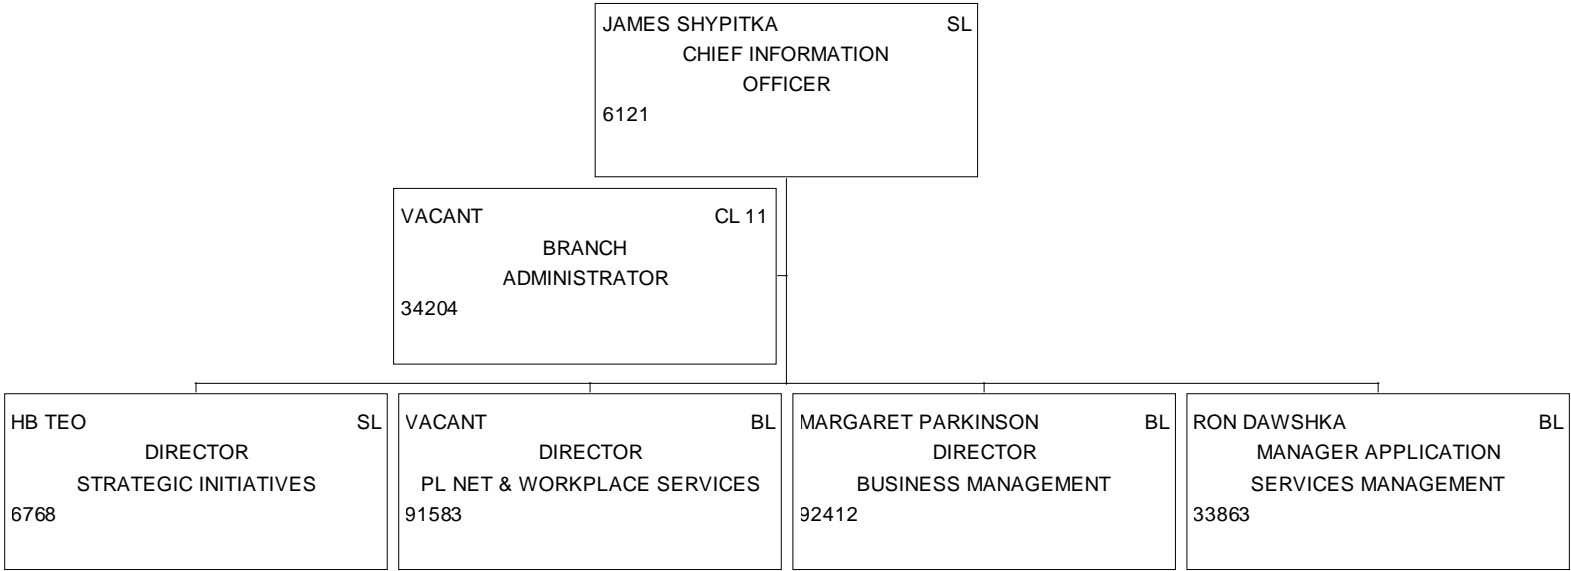 JAMES SHYPITKA SL
CHIEF INFORMATION
OFFICER
6121
VACANT CL 11
BRANCH
ADMINISTRATOR
34204
HB TEO SL
DIRECTOR
STRATEGIC INITIATIVES
6768
VACANT BL
DIRECTOR
PL NET & WORKPLACE SERVICES
91583
MARGARET PARKINSON BL
DIRECTOR
BUSINESS MANAGEMENT
92412
RON DAWSHKA BL
MANAGER APPLICATION
SERVICES MANAGEMENT
33863